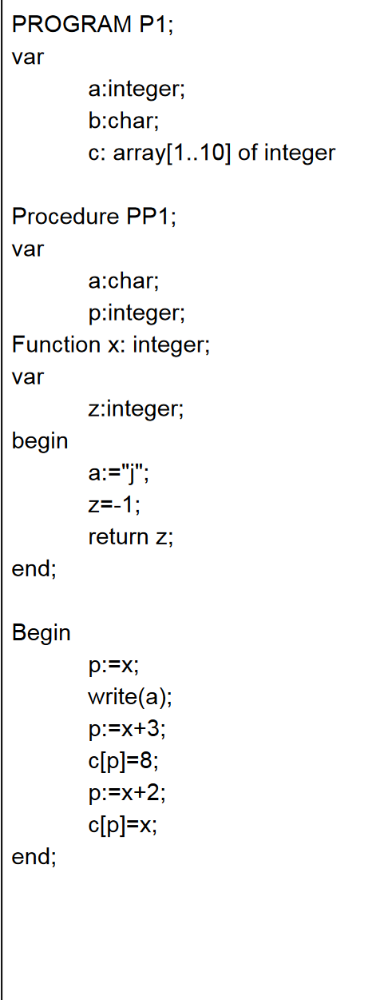 PROGRAM P1;
var
a:integer;
b:char;
c: array[1..10] of integer
Procedure PP1;
var
a:char;
p:integer;
Function x: integer;
var
z:integer;
begin
a:="j";
z=-1;
return z;
end;
Begin
p:=x;
write(a);
p:=x+3;
c[p]=8;
p:=x+2;
c[p]=x;
end;